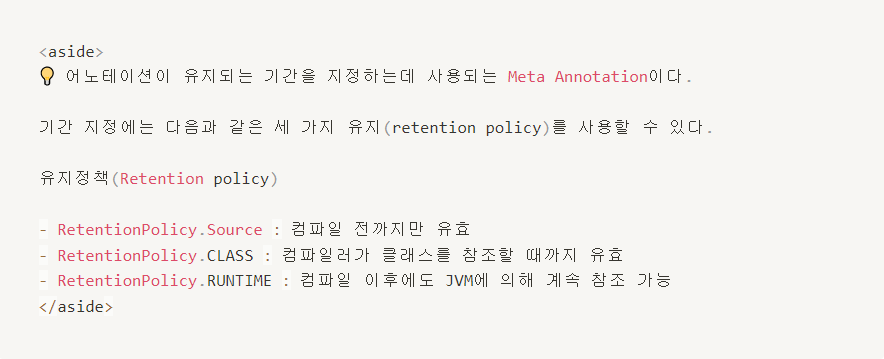 <aside>
💡 어노테이션이 유지되는 기간을 지정하는데 사용되는 Meta Annotation이다.
기간 지정에는 다음과 같은 세 가지 유지(retention policy)를 사용할 수 있다.
유지정책(Retention policy)
- RetentionPolicy.Source : 컴파일 전까지만 유효
- RetentionPolicy.CLASS : 컴파일러가 클래스를 참조할 때까지 유효
- RetentionPolicy.RUNTIME : 컴파일 이후에도 JVM에 의해 계속 참조 가능
</aside>